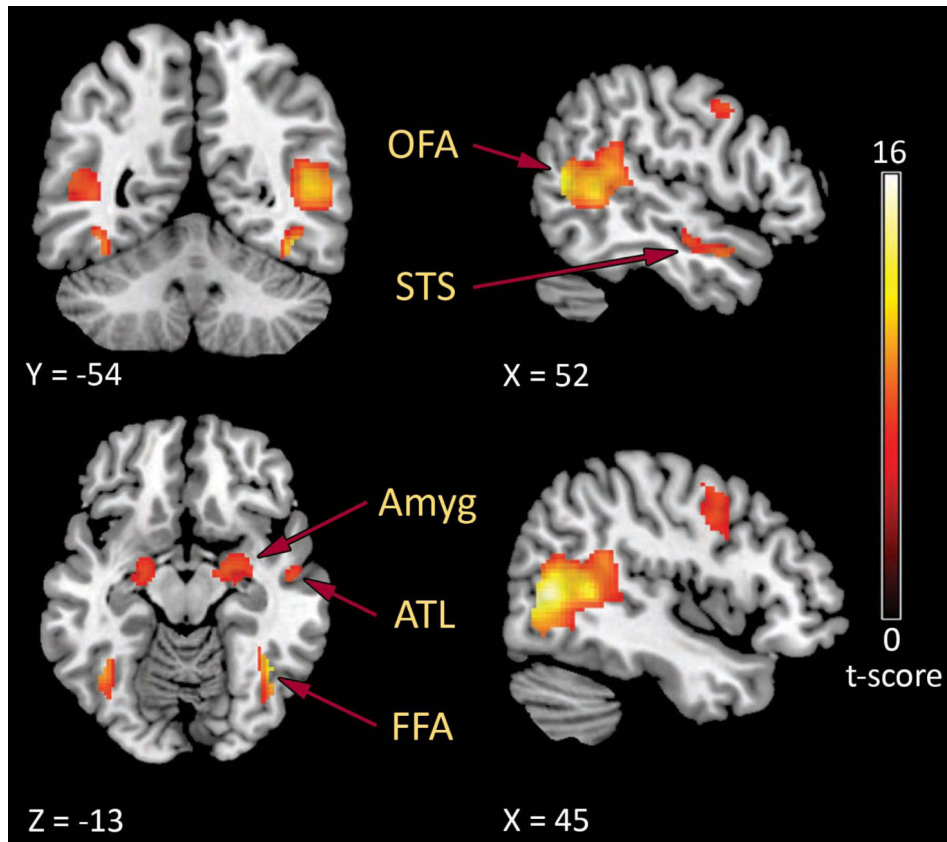 OFA
STS
Y = -54
X = 52
16
0
t-score
Amyg
ATL
FFA
Z = -13
X = 45